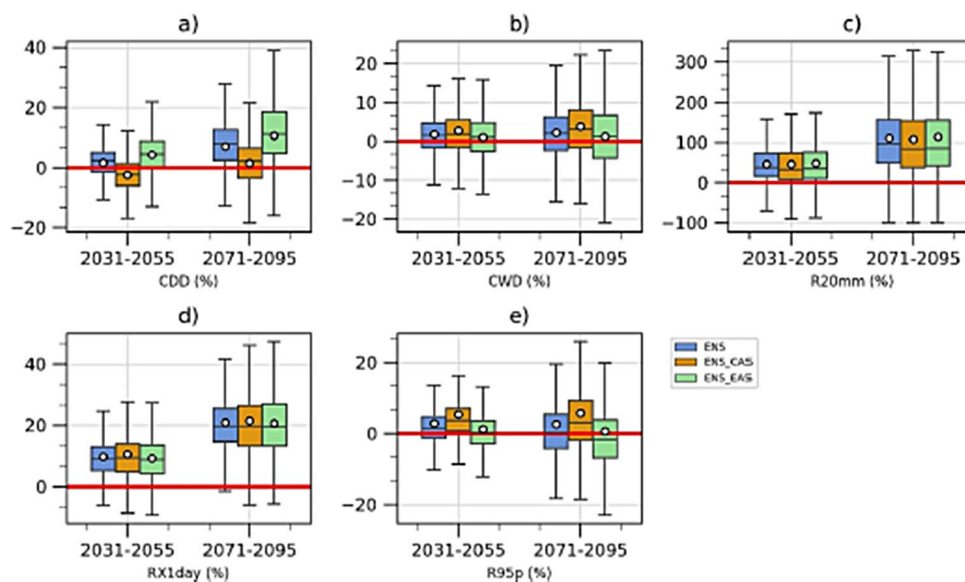 a)
b)
c)
40
20
0
−20
2031-2055
2071-2095
CDD (%)
20
10
0
−10
−20
2031-2055
2071-2095
CWD (%)
300
200
100
0
−100
2031-2055
2071-2095
R20mm (%)
d)
e)
40
20
0
2031-2055
2071-2095
RX1day (%)
20
0
−20
2031-2055
2071-2095
R95p (%)
ENS
ENS_CAS
ENS_EAS